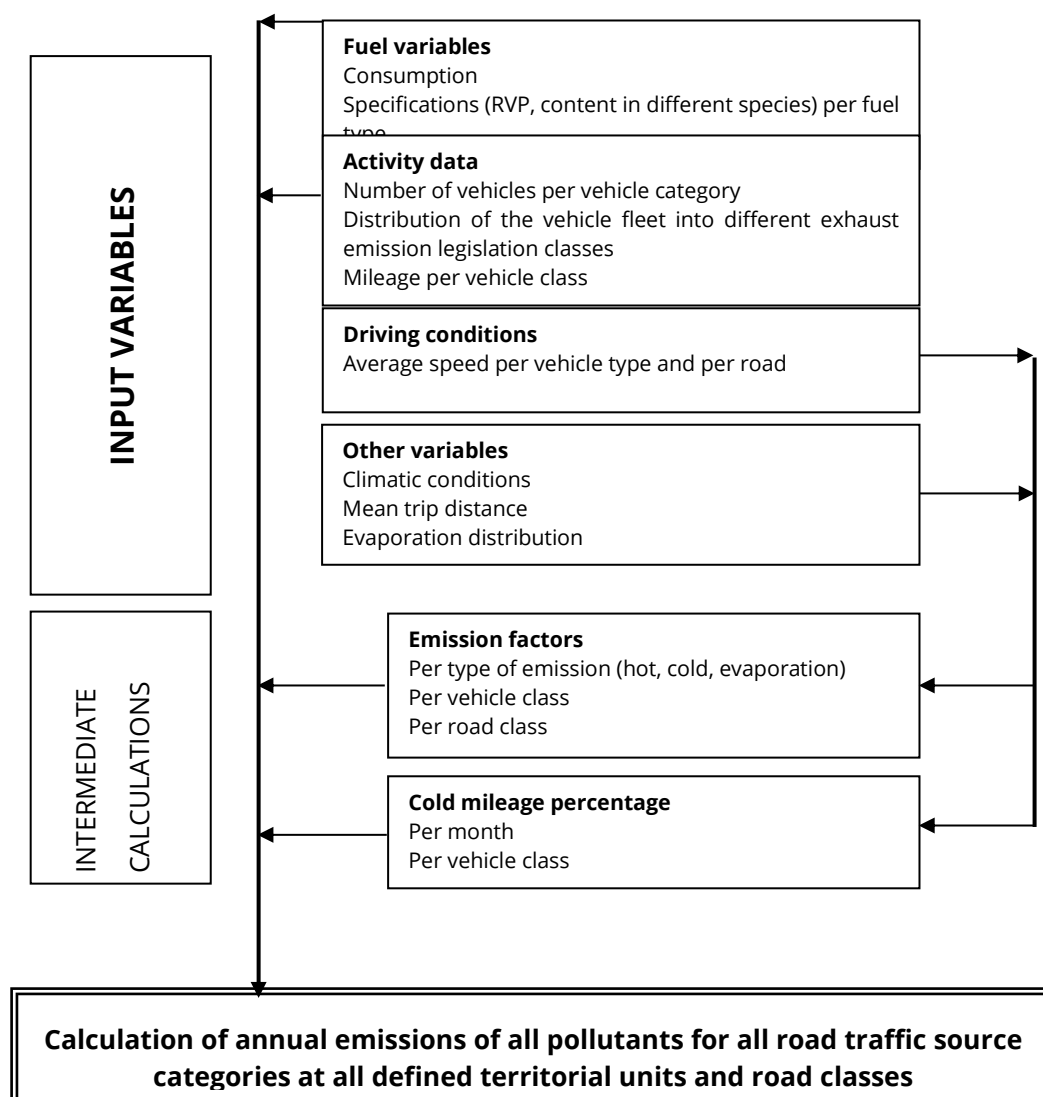 INPUT VARIABLES
Fuel variables
Consumption
Specifications (RVP, content in different species) per fuel
type
Activity data
Number of vehicles per vehicle category
Distribution of the vehicle fleet into different exhaust
emission legislation classes
Mileage per vehicle class
Driving conditions
Average speed per vehicle type and per road
Other variables
Climatic conditions
Mean trip distance
Evaporation distribution
INTERMEDIATE
CALCULATIONS
Emission factors
Per type of emission (hot, cold, evaporation)
Per vehicle class
Per road class
Cold mileage percentage
Per month
Per vehicle class
Calculation of annual emissions of all pollutants for all road traffic source
categories at all defined territorial units and road classes